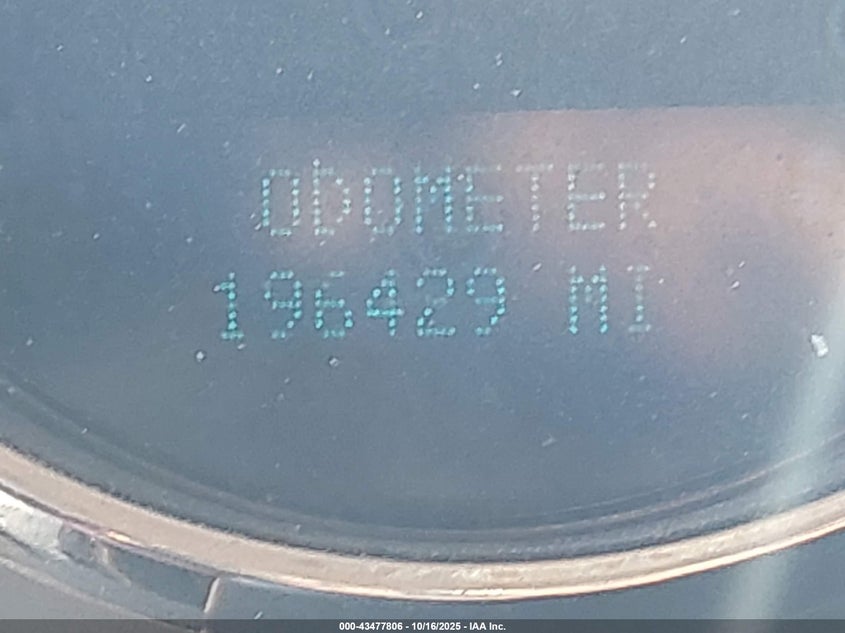 ODOMETER
196429 MI
000-43477806 - 10/16/2025 - IAA Inc.